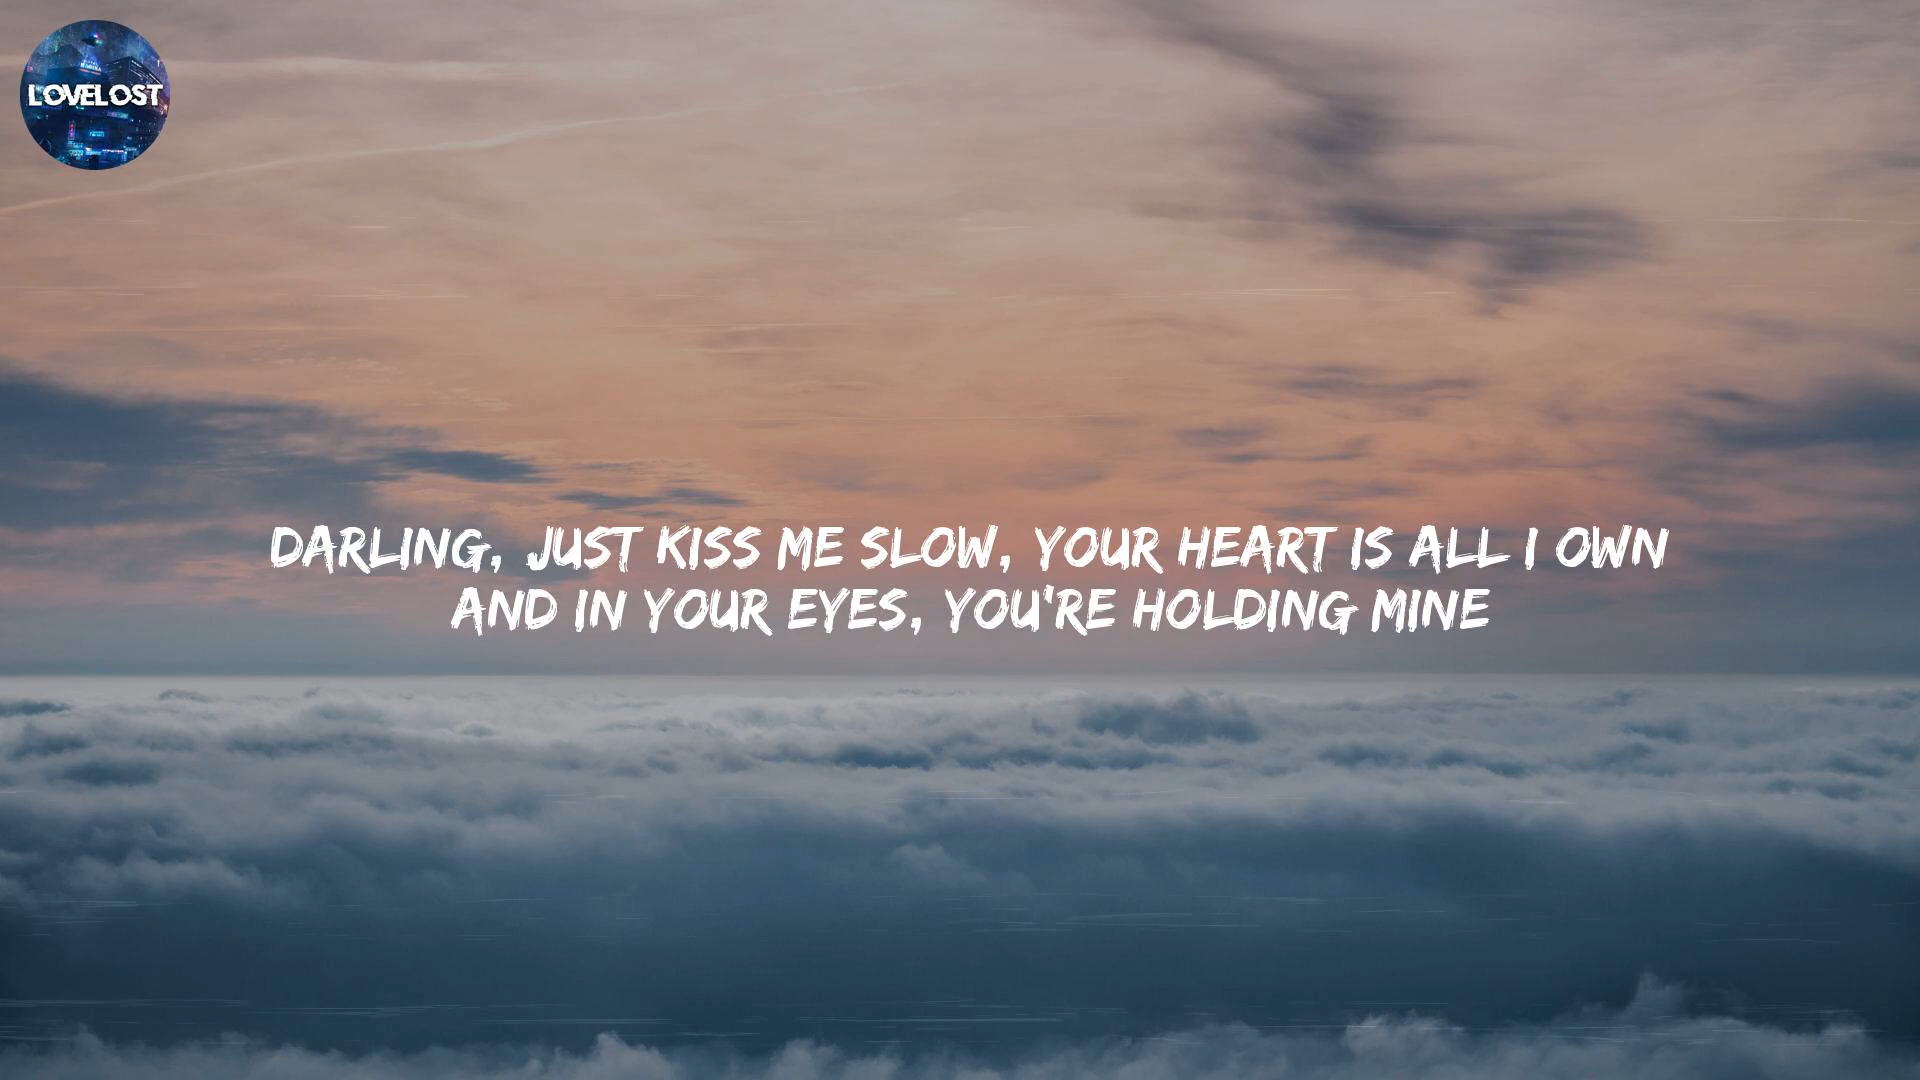 LOVELOST
DARLING, JUST KISS ME SLOW, YOUR HEART IS ALL I OWN
AND IN YOUR EYES, YOU'RE HOLDING MINE